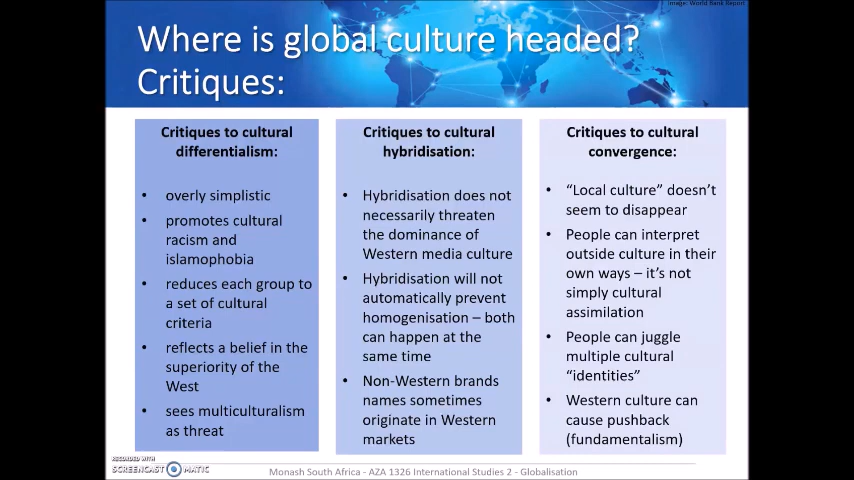 Image: World Bank Report
Where is global culture headed?
Critiques:
Critiques to cultural
differentialism:
• overly simplistic
• promotes cultural
racism and
islamophobia
• reduces each group to
a set of cultural
criteria
• reflects a belief in the
superiority of the
West
• sees multiculturalism
as threat
Critiques to cultural
hybridisation:
• Hybridisation does not
necessarily threaten
the dominance of
Western media culture
• Hybridisation will not
automatically prevent
homogenisation – both
can happen at the
same time
• Non-Western brands
names sometimes
originate in Western
markets
Critiques to cultural
convergence:
• “Local culture” doesn’t
seem to disappear
• People can interpret
outside culture in their
own ways – it’s not
simply cultural
assimilation
• People can juggle
multiple cultural
“identities”
• Western culture can
cause pushback
(fundamentalism)
RECORDED WITH
SCREENCAST MATIC
Monash South Africa - AZA 1326 International Studies 2 - Globalisation